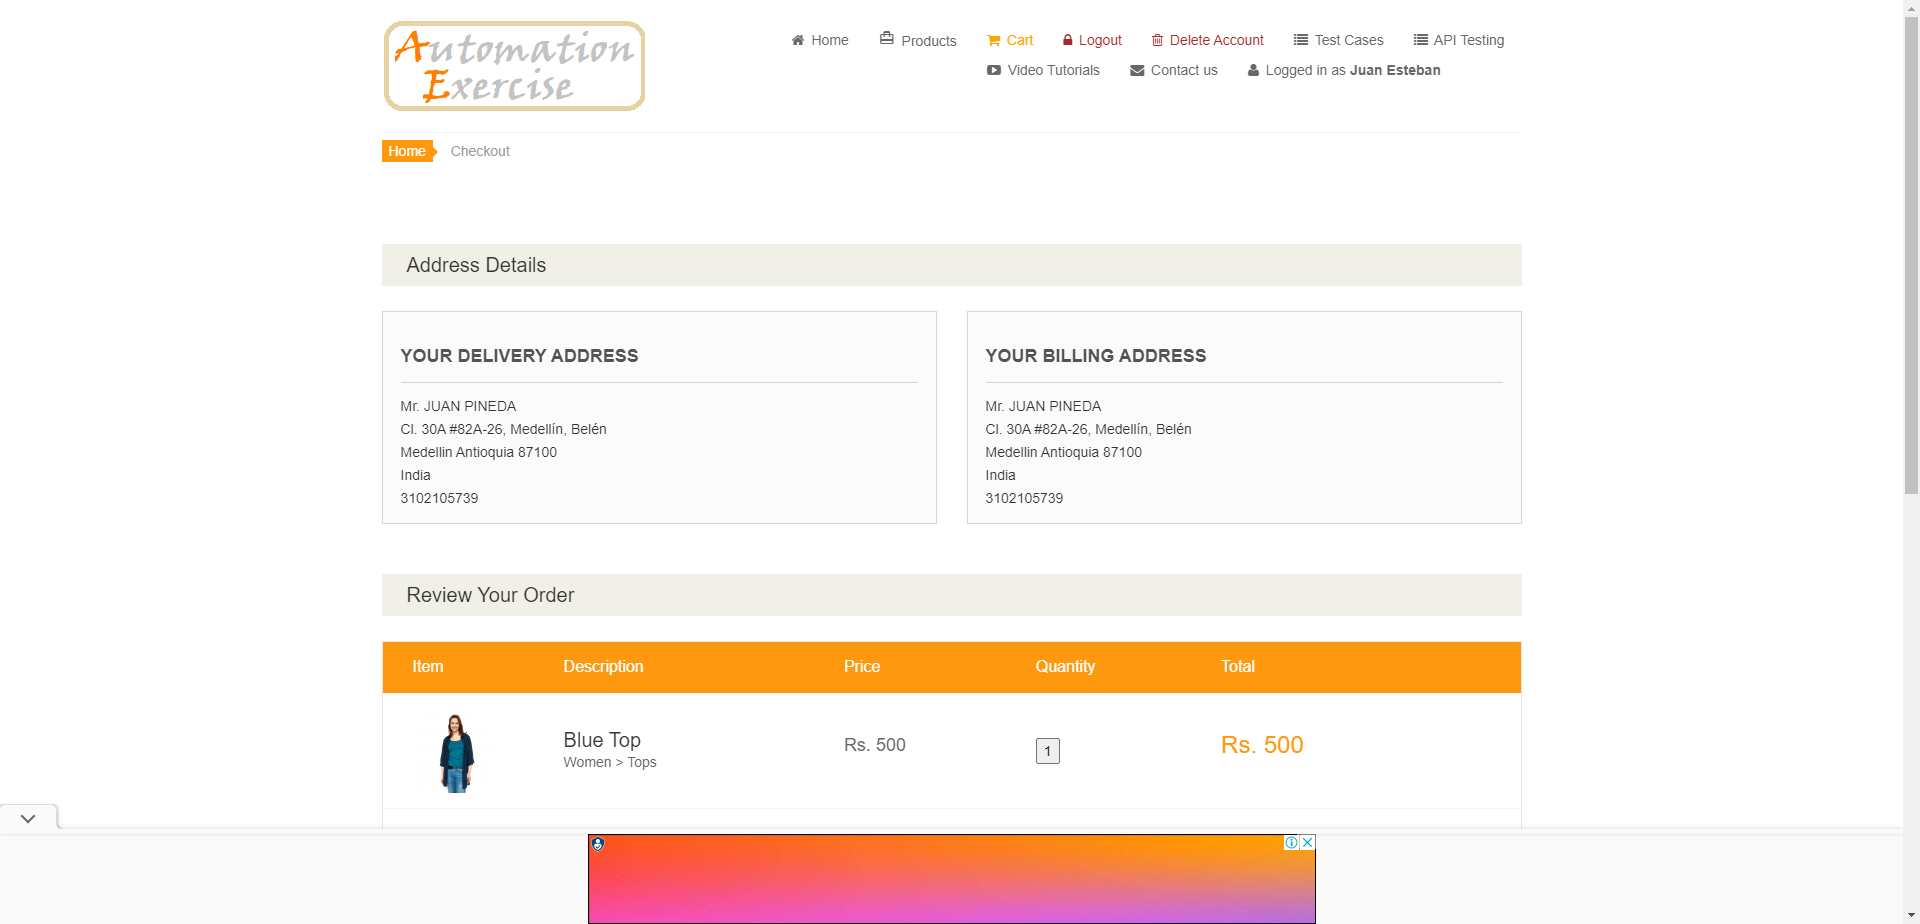 Automation
Exercise
Home
Products
Cart
Logout
Delete Account
Test Cases
API Testing
Video Tutorials
Contact us
Logged in as Juan Esteban
Home
Checkout
Address Details
YOUR DELIVERY ADDRESS
Mr. JUAN PINEDA
Cl. 30A #82A-26, Medellín, Belén
Medellin Antioquia 87100
India
3102105739
YOUR BILLING ADDRESS
Mr. JUAN PINEDA
Cl. 30A #82A-26, Medellín, Belén
Medellin Antioquia 87100
India
3102105739
Review Your Order
Item Description Price Quantity Total
Blue Top
Women > Tops
Rs. 500
1
Rs. 500